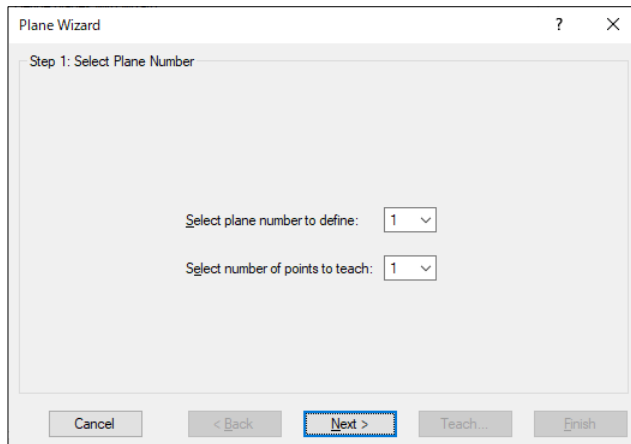 Plane Wizard ? ×
Step 1: Select Plane Number
Select plane number to define: 1
Select number of points to teach: 1
Cancel < Back Next > Teach... Finish